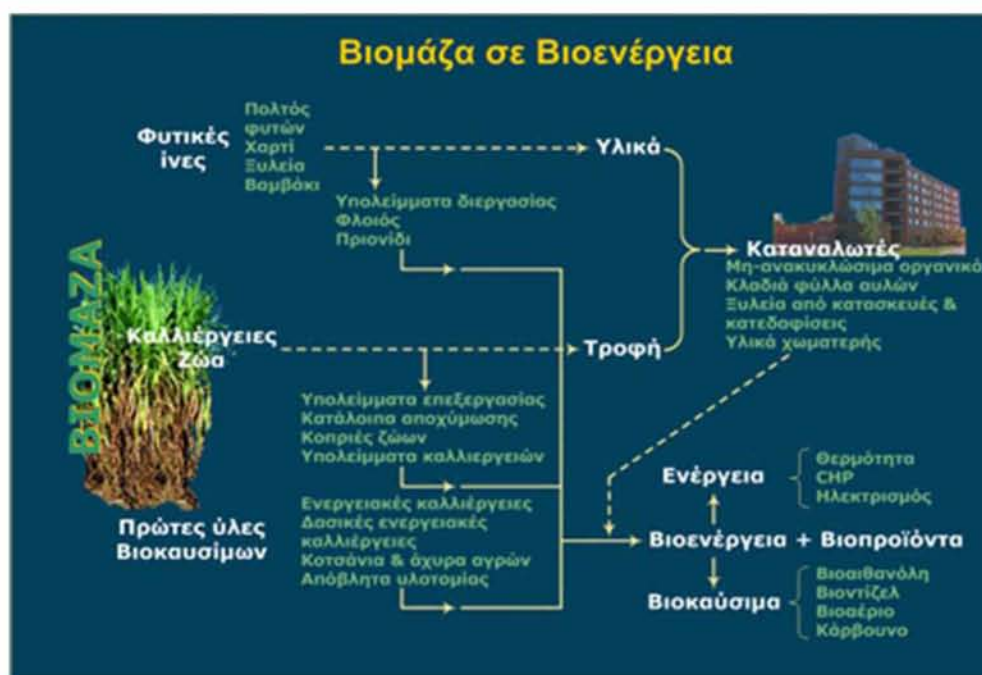 Βιομάζα σε Βιοενέργεια
Φυτικές
ίνες
Πολτός
φυτών
Χαρτί
Ξυλεία
Βαμβάκι
Υλικά
Υπολείμματα διεργασίας
Φλοιός
Πριονίδι
Καταναλωτές
Μη-ανακυκλώσιμα οργανικά
Κλαδιά φύλλα αυλών
Ξυλεία από κατασκευές &
κατεδοφίσεις
Υλικά χωματερής
ΒΙΟΜΑΖΑ
Καλλιέργειες
Ζώα
Τροφή
Υπολείμματα επεξεργασίας
Κατάλοιπα αποχύμωσης
Κοπριές ζώων
Υπολείμματα καλλιεργειών
Πρώτες ύλες
Βιοκαυσίμων
Ενεργειακές καλλιέργειες
Δασικές ενεργειακές
καλλιέργειες
Κοτσάνια & άχυρα αγρών
Απόβλητα υλοτομίας
Ενέργεια
Θερμότητα
CHP
Ηλεκτρισμός
Βιοενέργεια + Βιοπροϊόντα
Βιοκαύσιμα
Βιοαιθανόλη
Βιοντίζελ
Βιοαέριο
Κάρβουνο